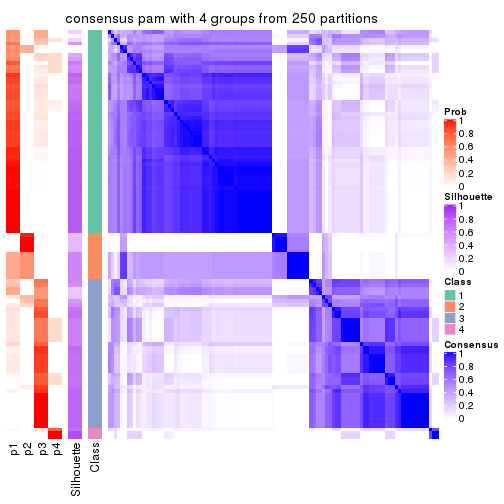 consensus pam with 4 groups from 250 partitions
Prob
1
0.8
0.6
0.4
0.2
0
Silhouette
1
0.8
0.6
0.4
0.2
0
Class
1
2
3
4
Consensus
1
0.8
0.6
0.4
0.2
0
p1
p2
p3
p4
Silhouette
Class